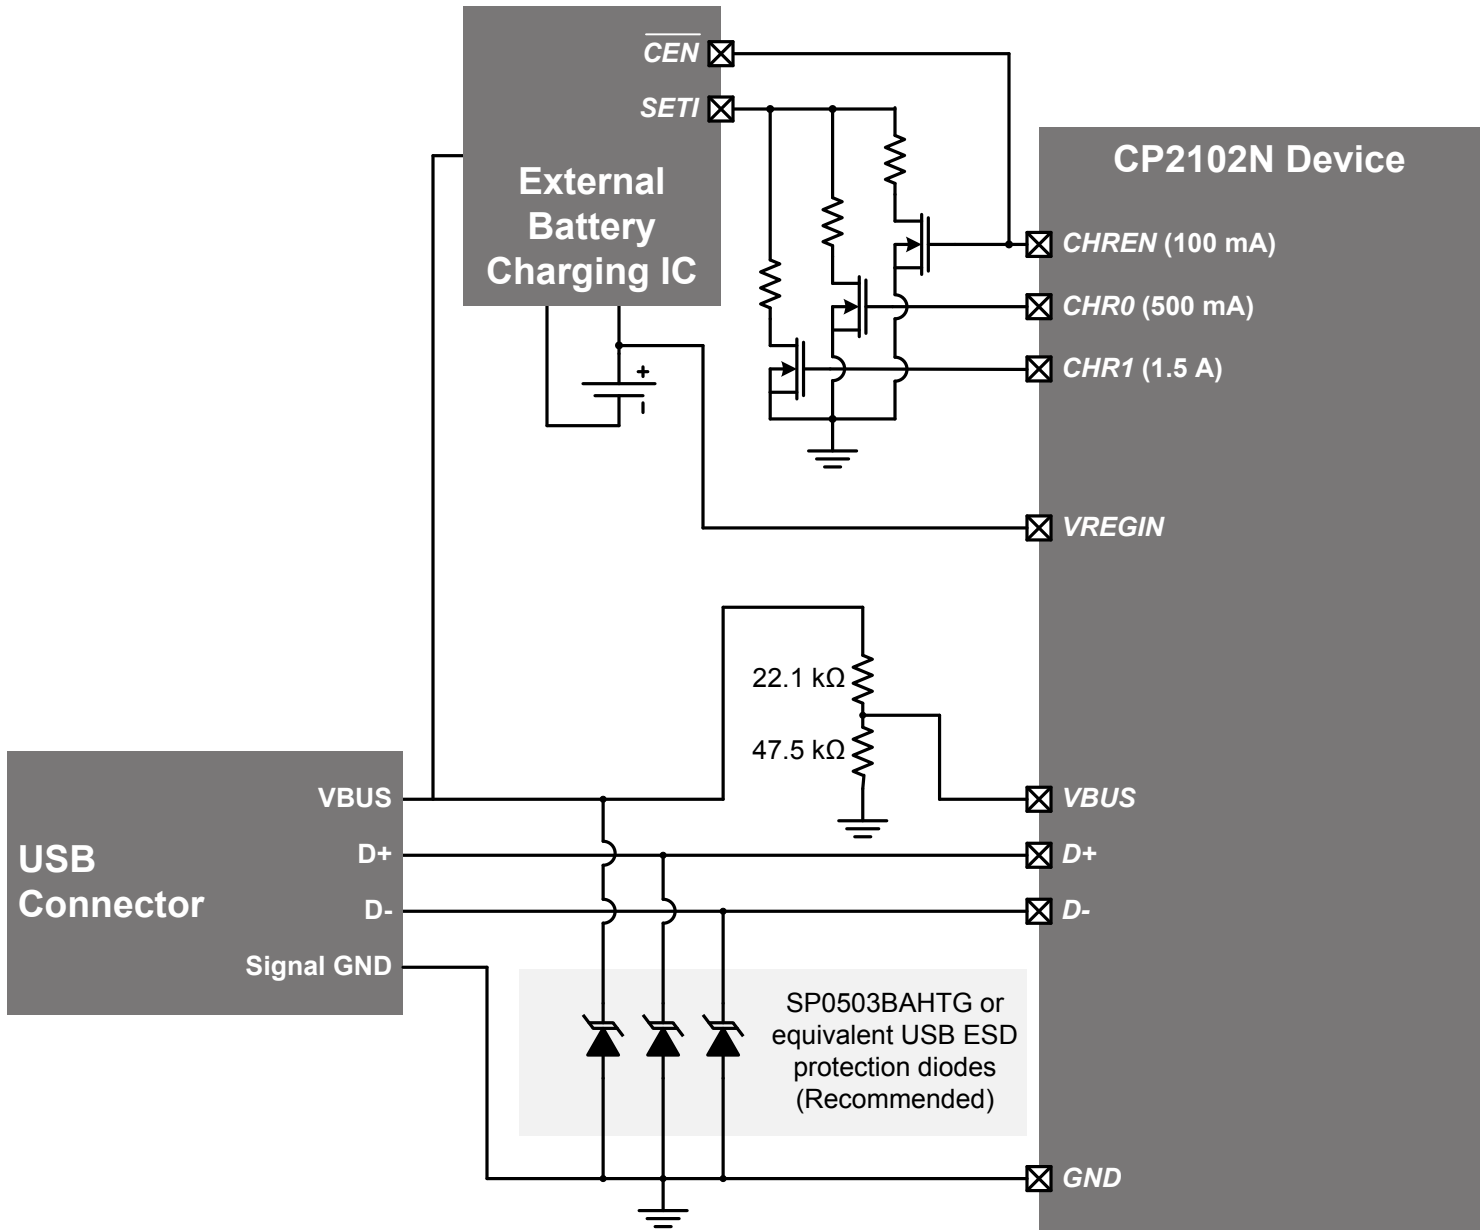 CEN
SETI
External
Battery
Charging IC
+
-
CP2102N Device
CHREN (100 mA)
CHR0 (500 mA)
CHR1 (1.5 A)
VREGIN
22.1 kΩ
47.5 kΩ
USB
Connector
VBUS
D+
D-
Signal GND
VBUS
D+
D-
SP0503BAHTG or
equivalent USB ESD
protection diodes
(Recommended)
GND